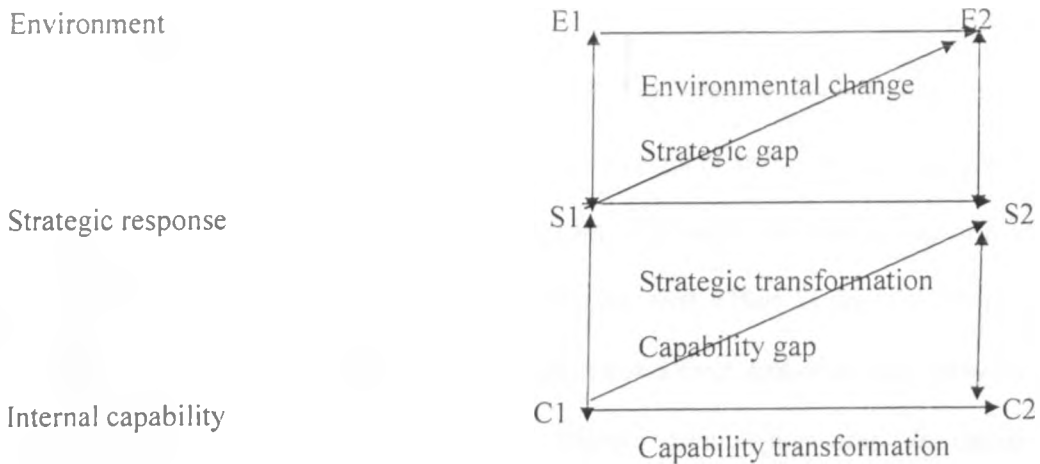 Environment E1 E2
Environmental change
Strategic gap
Strategic response S1 S2
Strategic transformation
Capability gap
Internal capability C1 C2
Capability transformation